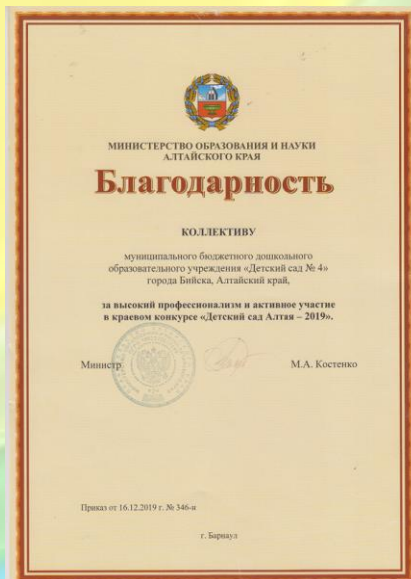 МИНИСТЕРСТВО ОБРАЗОВАНИЯ И НАУКИ
АЛТАЙСКОГО КРАЯ
Благодарность
КОЛЛЕКТИВУ
муниципального бюджетного дошкольного
образовательного учреждения «Детский сад № 4»
города Бийска, Алтайский край,
за высокий профессионализм и активное участие
в краевом конкурсе «Детский сад Алтая – 2019».
Министр
М.А. Костенко
Приказ от 16.12.2019 г. № 346-н
г. Барнаул